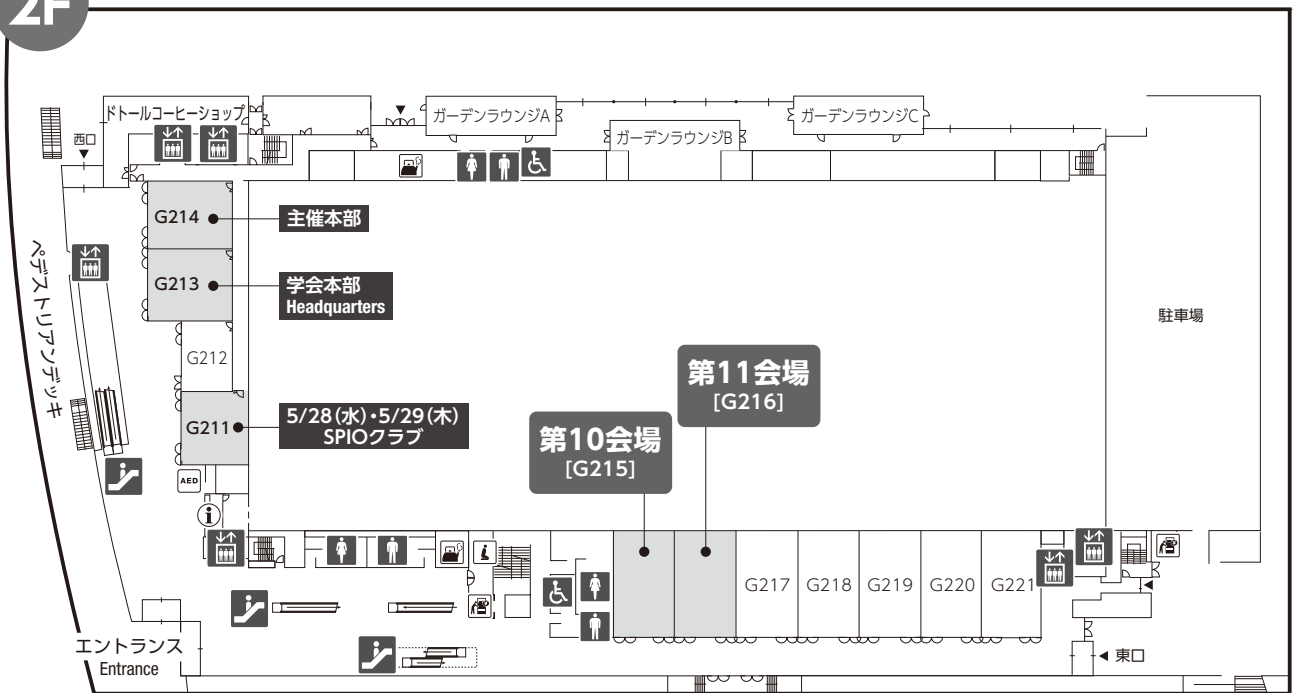 2F
ドトールコーヒーショップ
ガーデンラウンジA
ガーデンラウンジC
ガーデンラウンジB
西口
G214
主催本部
G213
学会本部
Headquarters
ペデストリアンデッキ
駐車場
G212
第11会場
[G216]
G211
5/28(水)・5/29(木)
SPIOクラブ
第10会場
[G215]
AED
i
G217
G218
G219
G220
G221
エントランス
Entrance
東口